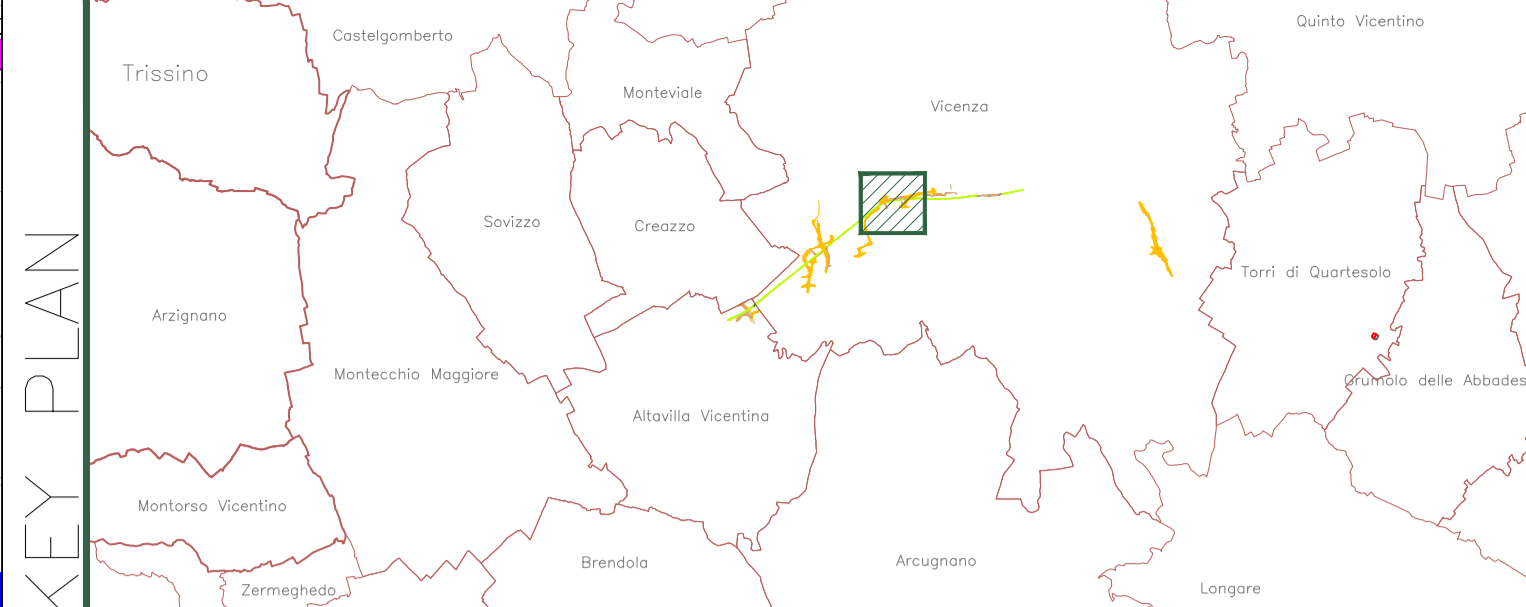 KEY PLAN
Quinto Vicentino
Castelgomberto
Trissino
Monteviale
Vicenza
Sovizzo
Creazzo
Torri di Quartesolo
Arzignano
Montecchio Maggiore
Grumolo delle Abbades
Altavilla Vicentina
Montorso Vicentino
Brendola
Arcugnano
Zermeghedo
Longare